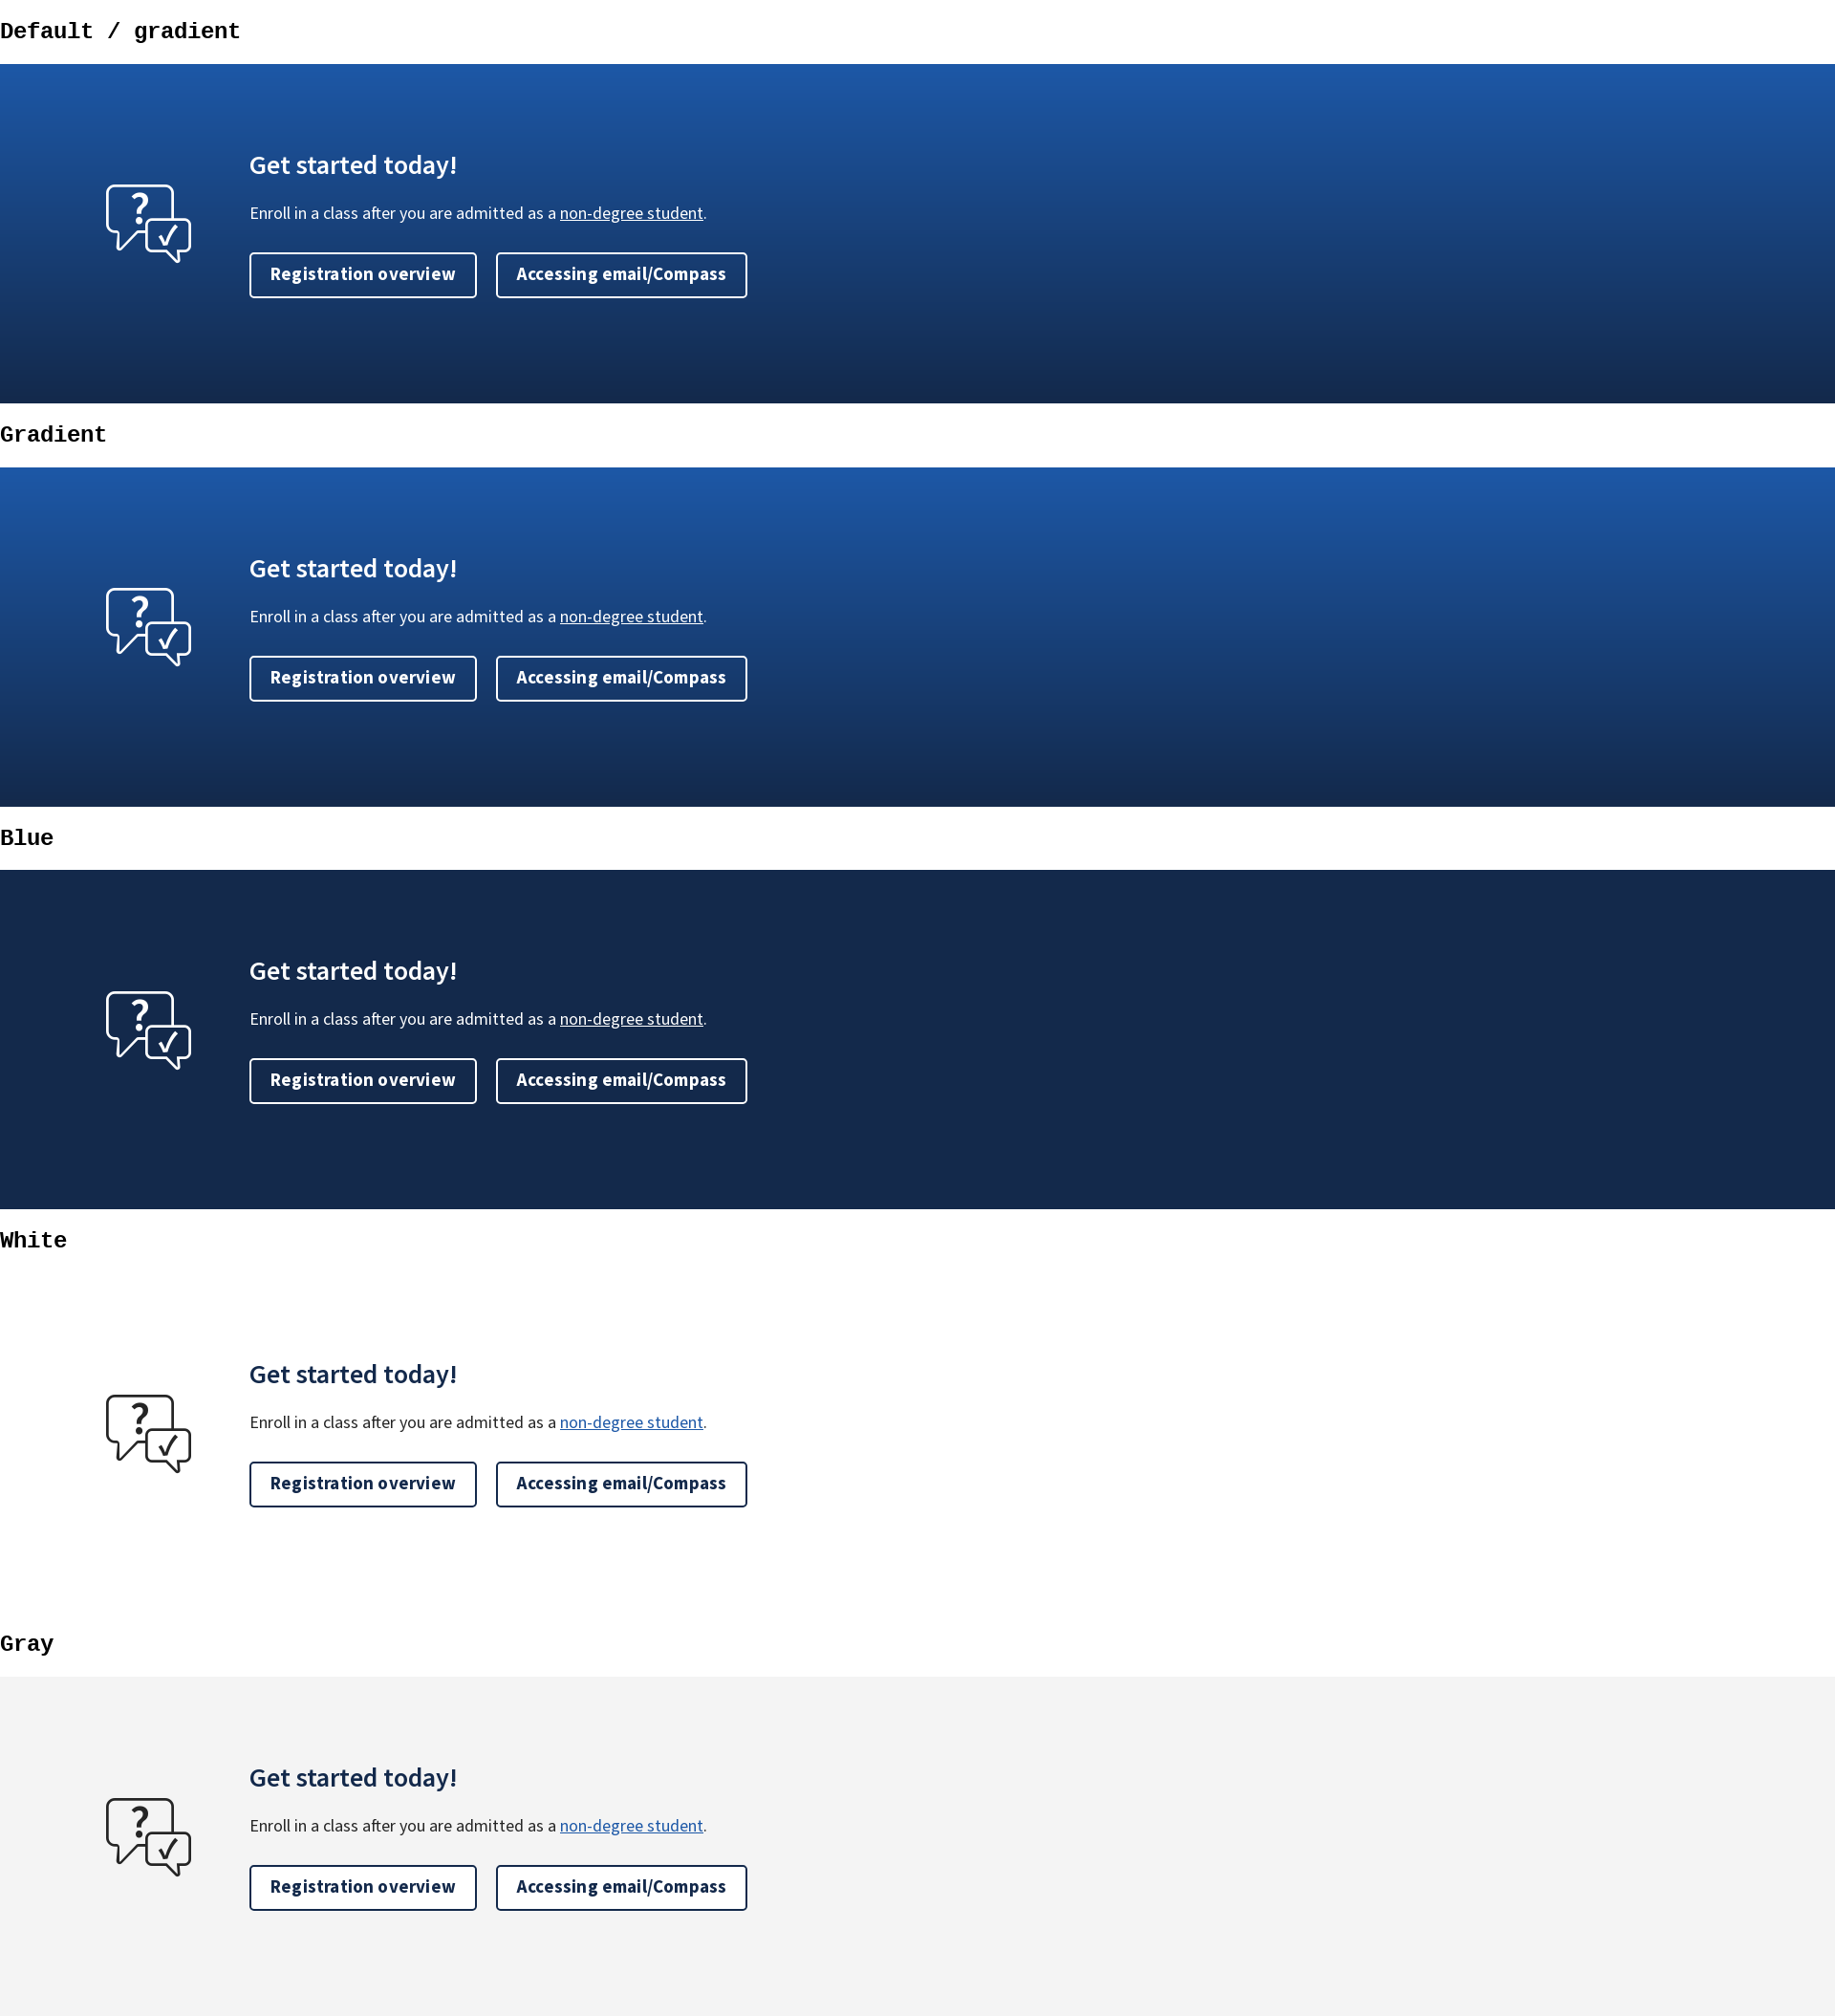 Default / gradient
Get started today!
?
Enroll in a class after you are admitted as a non-degree student.
Registration overview Accessing email/Compass
Gradient
Get started today!
?
Enroll in a class after you are admitted as a non-degree student.
Registration overview Accessing email/Compass
Blue
Get started today!
?
Enroll in a class after you are admitted as a non-degree student.
Registration overview Accessing email/Compass
White
Get started today!
?
Enroll in a class after you are admitted as a non-degree student.
Registration overview Accessing email/Compass
Gray
Get started today!
?
Enroll in a class after you are admitted as a non-degree student.
Registration overview Accessing email/Compass